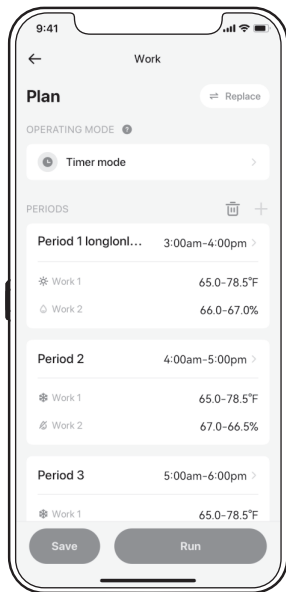 9:41
Work
Plan
Replace
OPERATING MODE ?
Timer mode
PERIODS
Period 1 longlonl... 3:00am-4:00pm
Work 1 65.0-78.5°F
Work 2 66.0-67.0%
Period 2 4:00am-5:00pm
Work 1 65.0-78.5°F
Work 2 67.0-66.5%
Period 3 5:00am-6:00pm
Work 1 65.0-78.5°F
Save Run